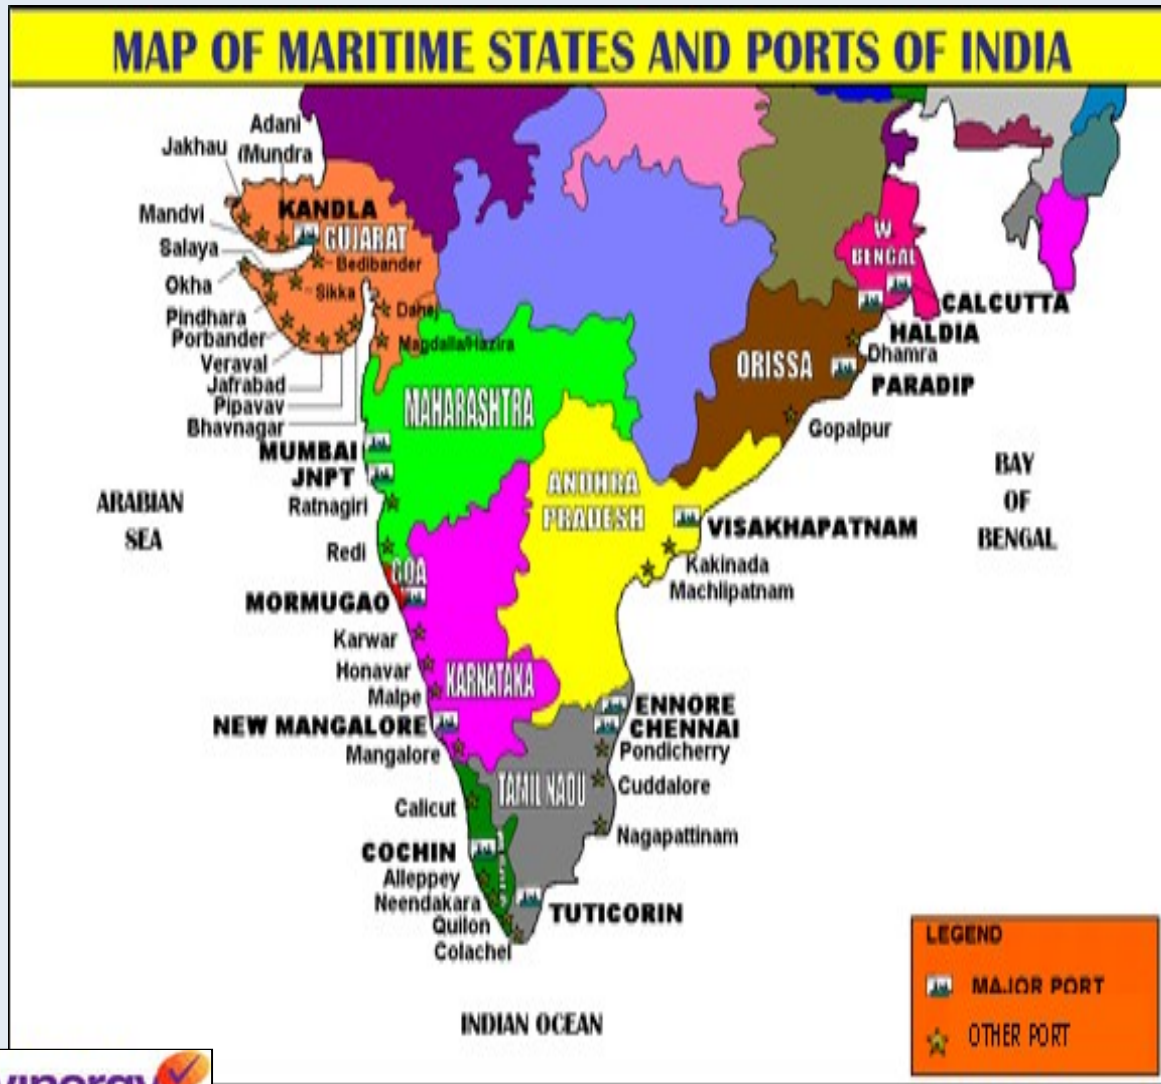 MAP OF MARITIME STATES AND PORTS OF INDIA
Adani
(Mundra
Jakhau
Mandvi
KANDLA
GUJARAT
Salaya
Bedibander
Okha
Sikka
Dahej
Pindhara
Porbander
Magdalla/Hazira
Veraval
Jafrabad
Pipavav
Bhavnagar
W
BENGAL
CALCUTTA
HALDIA
Dhamra
ORISSA
PARADIP
Gopalpur
MAHARASHTRA
MUMBAI
JNPT
Ratnagiri
ARABIAN
SEA
ANDHRA
PRADESH
BAY
OF
BENGAL
VISAKHAPATNAM
Kakinada
Machlipatnam
Redi
GOA
MORMUGAO
Karwar
Honavar
KARNATAKA
Malpe
NEW MANGALORE
Mangalore
ENNORE
CHENNAI
Pondicherry
Cuddalore
TAMIL NADU
Nagapattinam
Calicut
COCHIN
Alleppey
Neendakara
Quilon
Colachel
TUTICORIN
INDIAN OCEAN
LEGEND
MAJOR PORT
OTHER PORT